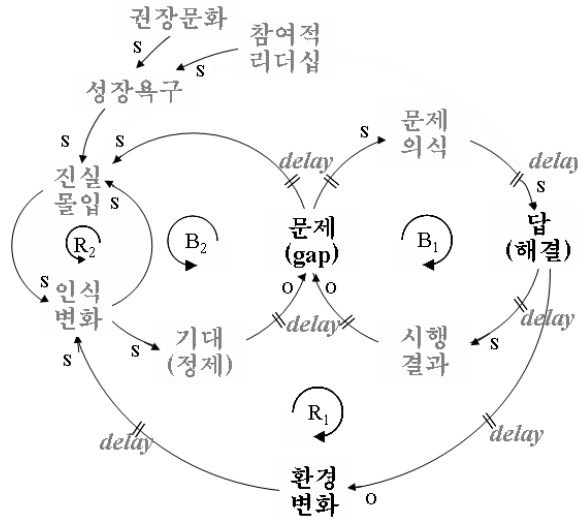 권장문화
s
참여적
리더십
s
성장욕구
s
s
delay
s
문제
의식
delay
s
진실
몰입
s
R2
B2
문제
(gap)
B1
답
(해결)
s
인식
변화
o
o
s
기대
(정제)
s
delay
시행
결과
s
delay
s
R1
delay
delay
환경
변화
o